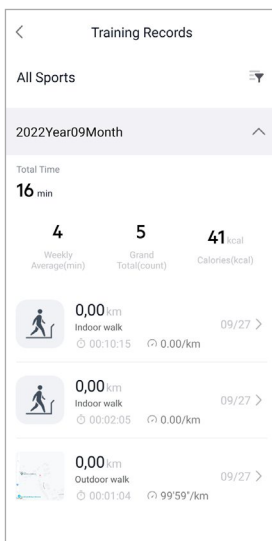 Training Records
All Sports
2022Year09Month
Total Time
16 min
4 5 41 kcal
Weekly Average(min)
Grand Total(count)
Calories(kcal)
0,00 km
Indoor walk
00:10:15 0.00/km
09/27
0,00 km
Indoor walk
00:02:05 0.00/km
09/27
0,00 km
Outdoor walk
00:01:04 99'59"/km
09/27